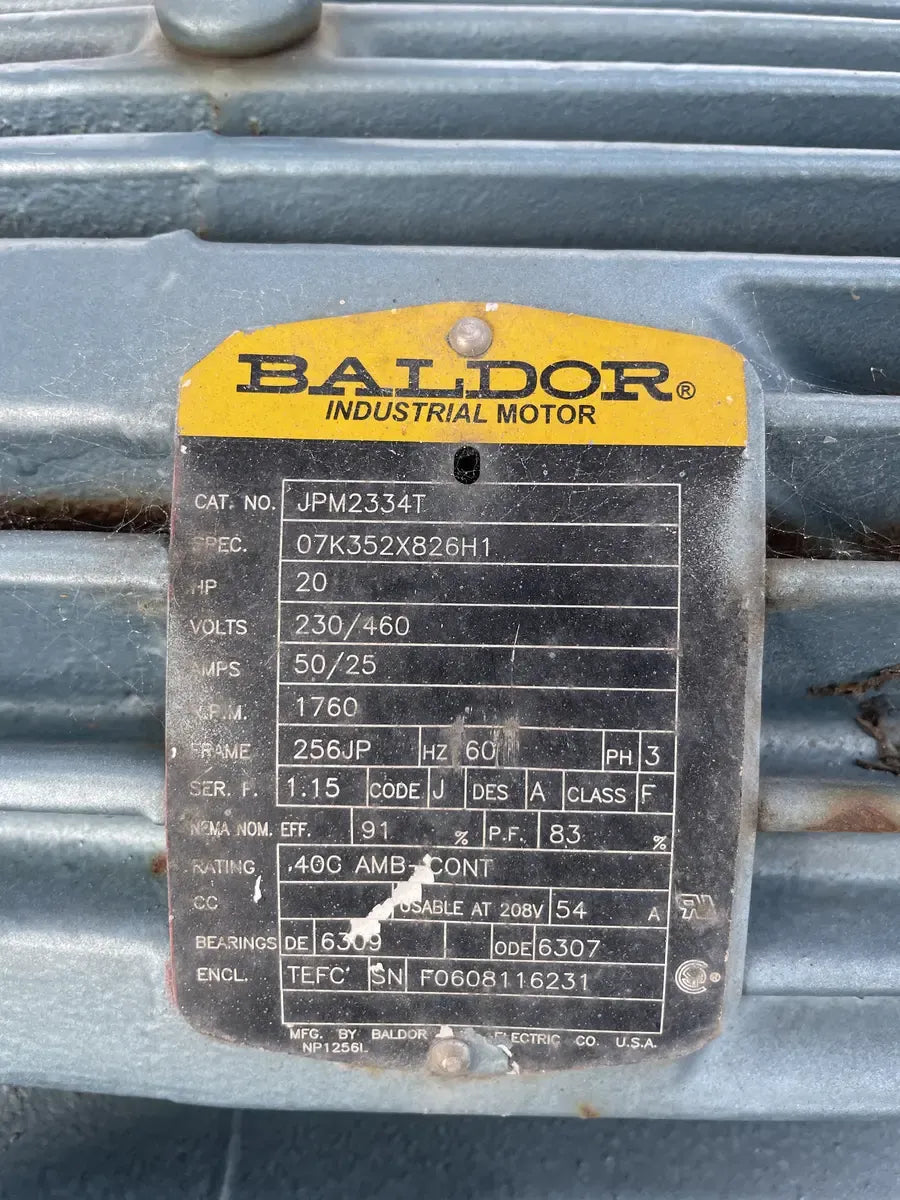 BALDOR®
INDUSTRIAL MOTOR
CAT. NO. JPM2334T
SPEC. 07K352X826H1
HP 20
VOLTS 230/460
AMPS 50/25
R.P.M. 1760
FRAME 256JP HZ 60 PH 3
SER. F. 1.15 CODE J DES A CLASS F
NEMA NOM. EFF. 91 % P.F. 83 %
RATING 40C AMB-CONT
CC USABLE AT 208V 54 A
BEARINGS DE 6309 ODE 6307
ENCL. TEFC SN F0608116231
MFG. BY BALDOR ELECTRIC CO. U.S.A.
NP1256L